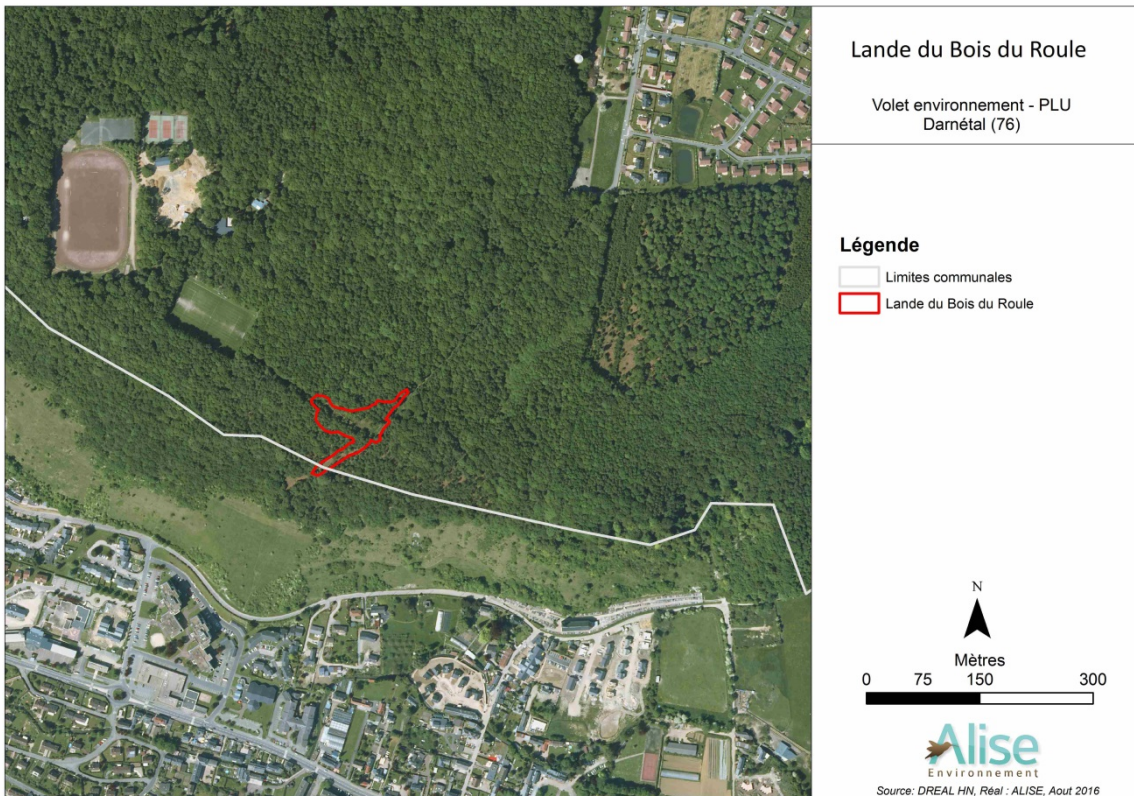 Lande du Bois du Roule
Volet environnement - PLU
Darnétal (76)
Légende
Limites communales
Lande du Bois du Roule
N
Mètres
0 75 150 300
Alise
Environnement
Source: DREAL HN, Réal : ALISE, Aout 2016